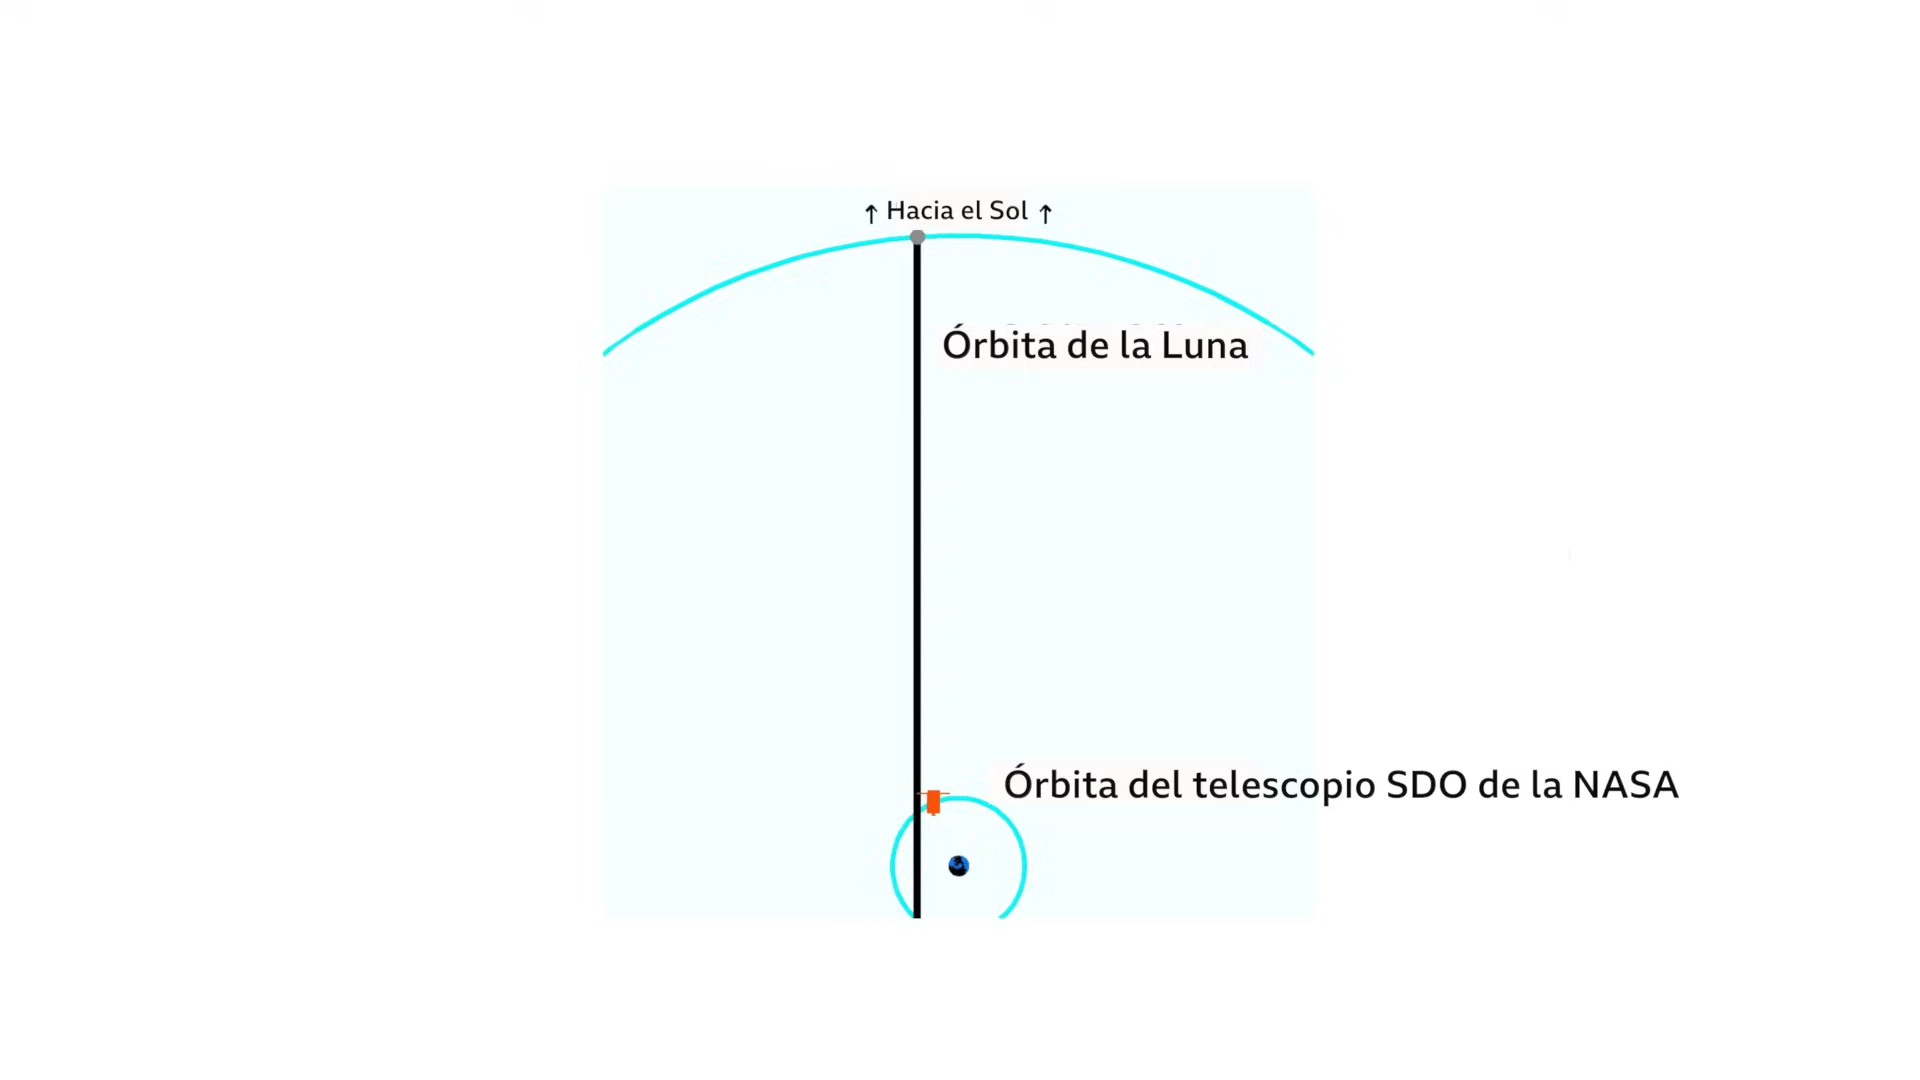 ↑ Hacia el Sol ↑
Órbita de la Luna
Órbita del telescopio SDO de la NASA